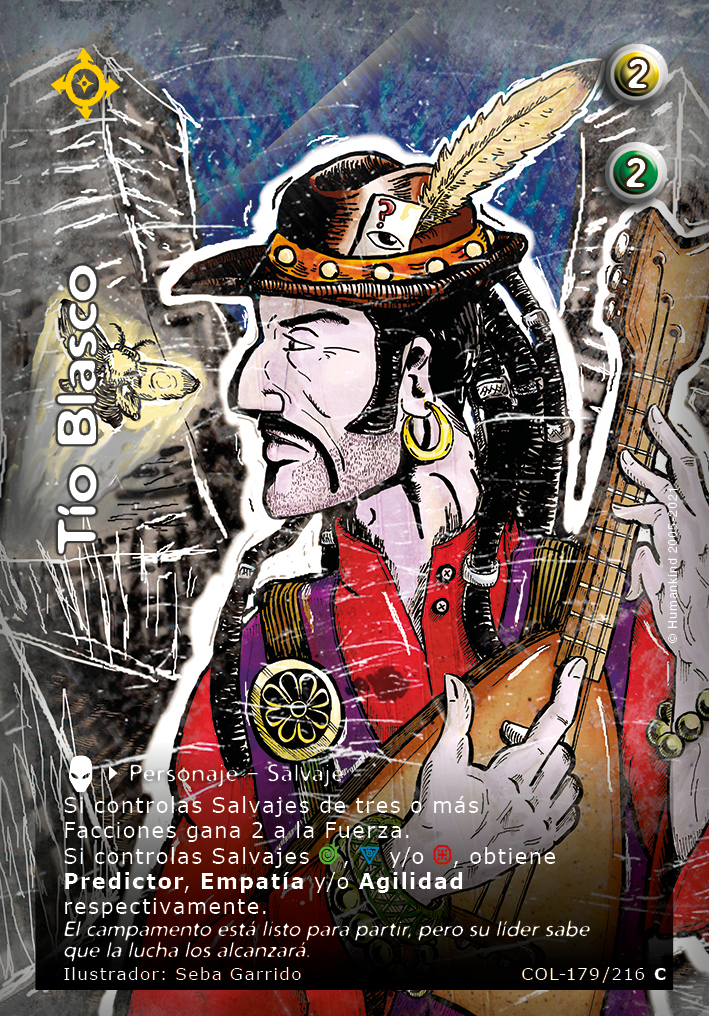 2
2
?
Tío Blasco
© Humankind 2005-2021
Personaje – Salvaje
Si controlas Salvajes de tres o más
Facciones gana 2 a la Fuerza.
Si controlas Salvajes , y/o , obtiene
Predictor, Empatía y/o Agilidad
respectivamente.
El campamento está listo para partir, pero su líder sabe
que la lucha los alcanzará.
Ilustrador: Seba Garrido
COL-179/216 C